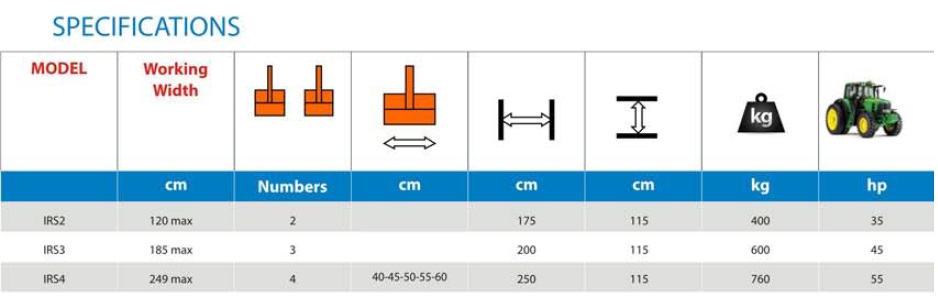 SPECIFICATIONS
MODEL Working Width
kg
cm Numbers cm cm cm kg hp
IRS2 120 max 2 175 115 400 35
IRS3 185 max 3 200 115 600 45
IRS4 249 max 4 40-45-50-55-60 250 115 760 55